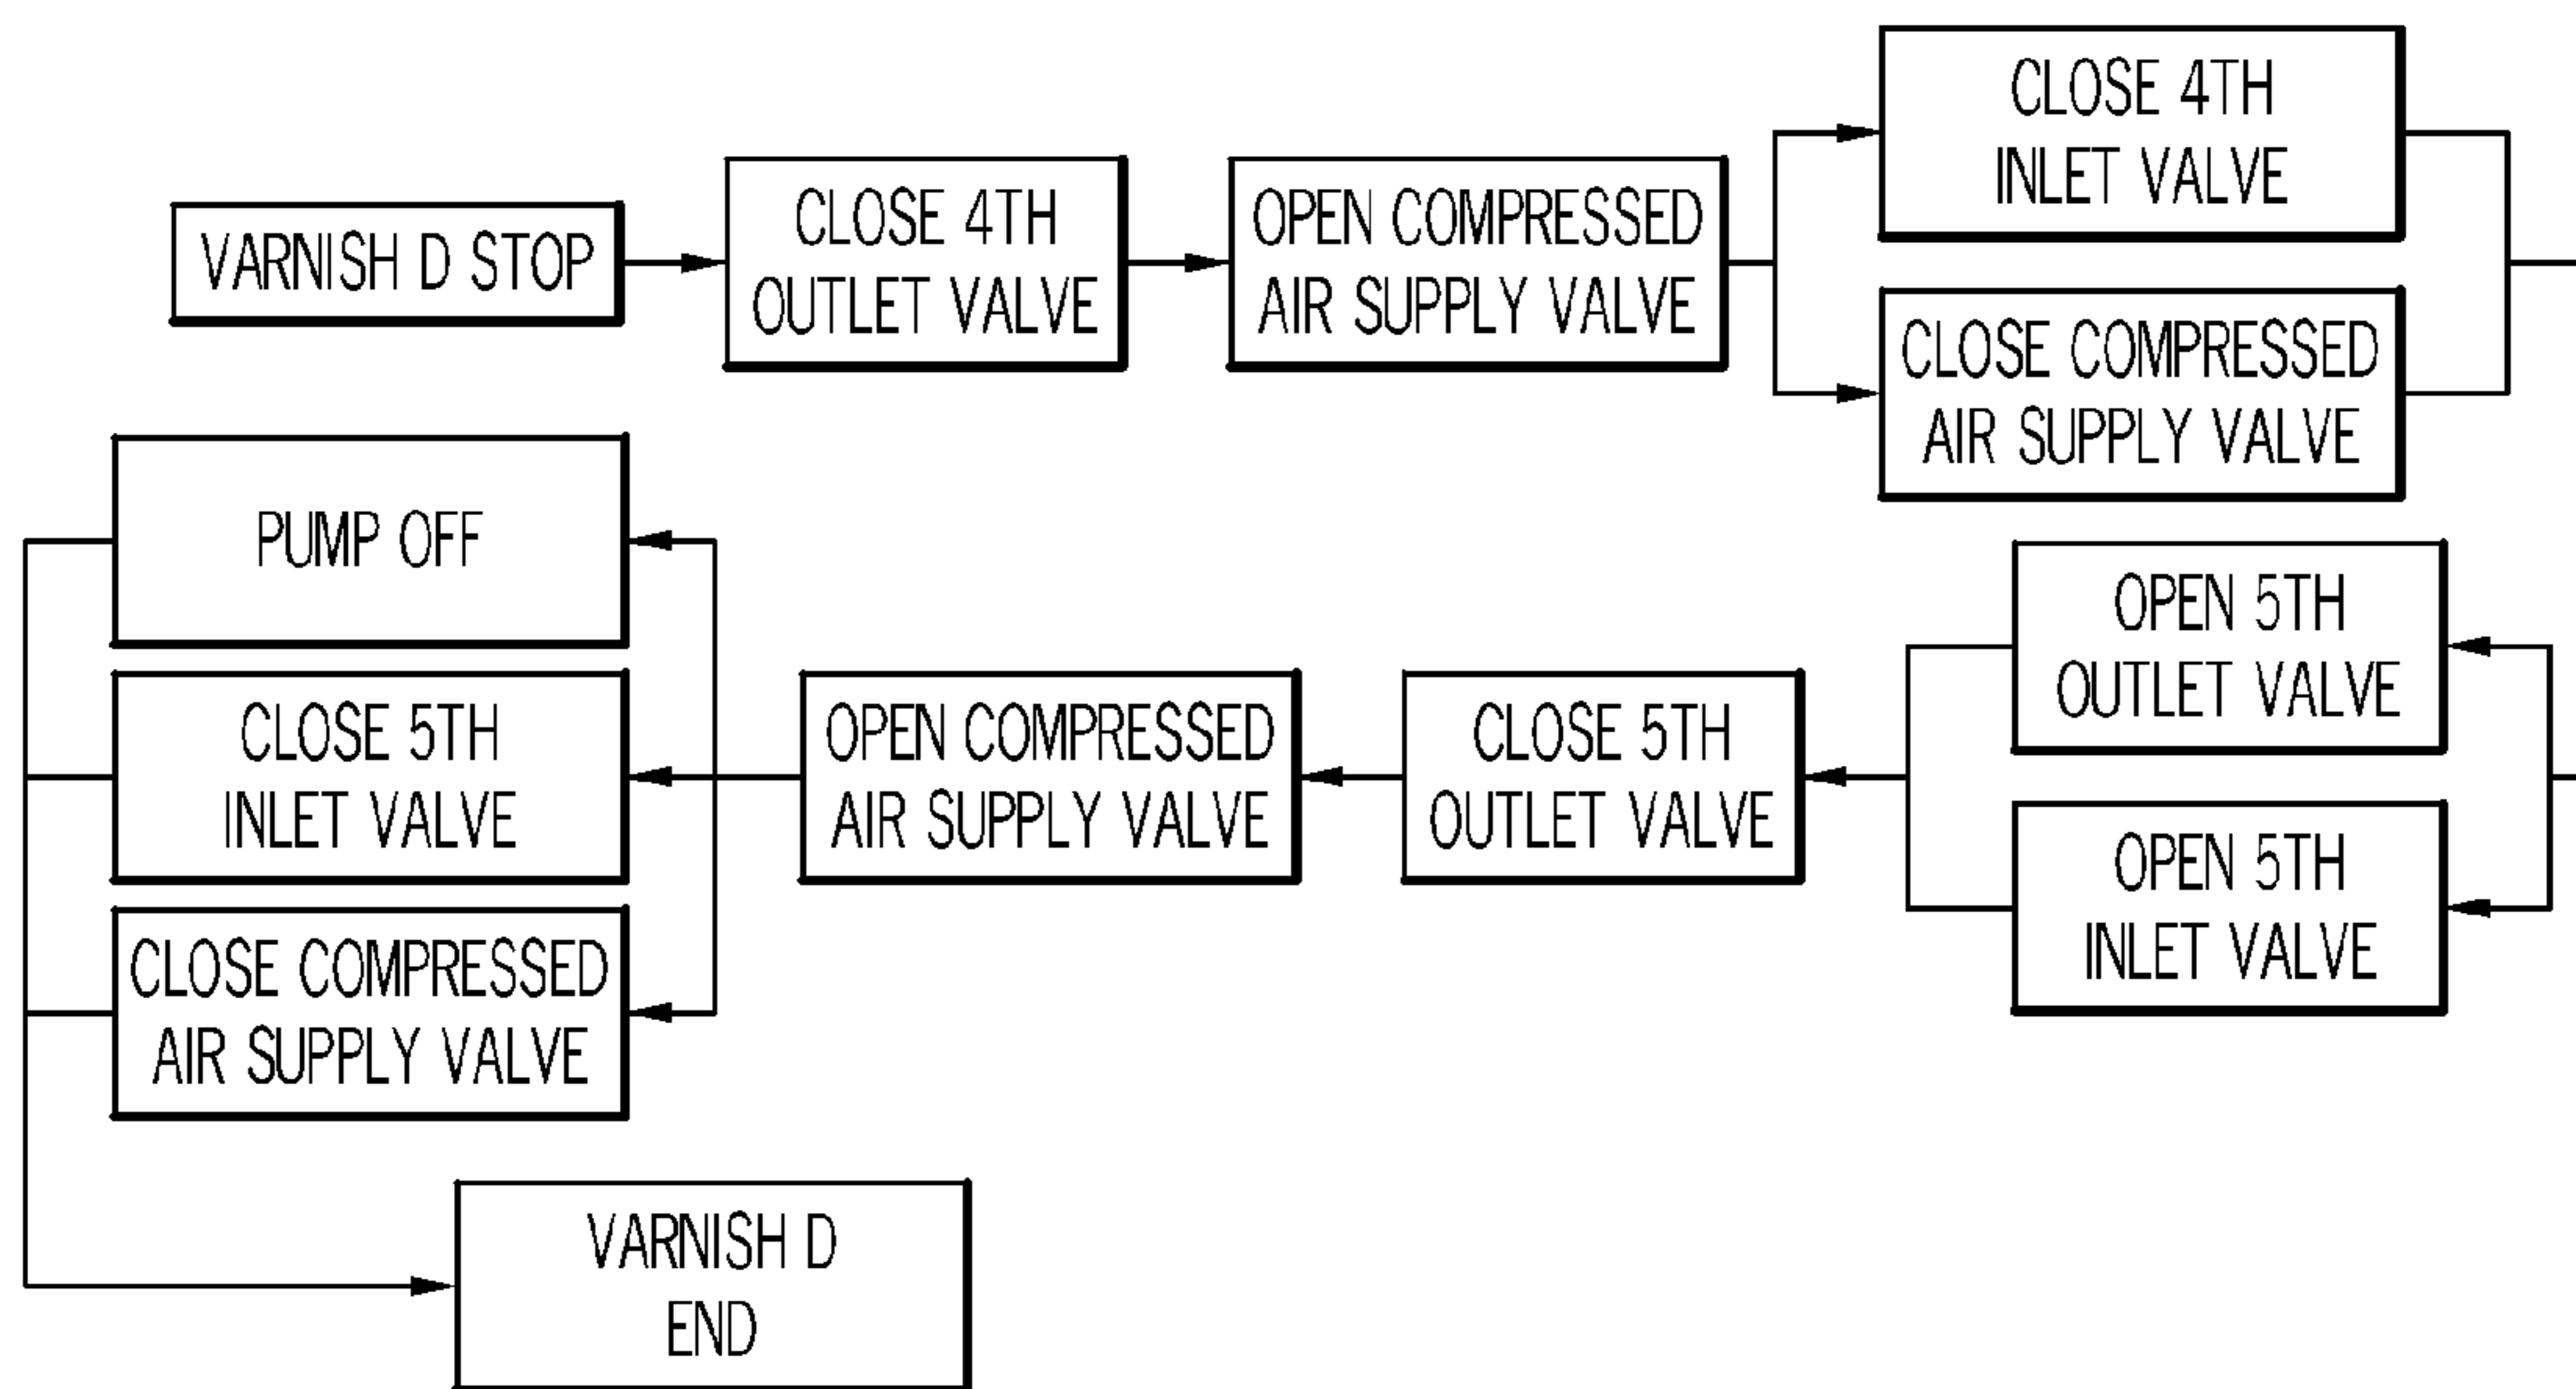 VARNISH D STOP
CLOSE 4TH
OUTLET VALVE
OPEN COMPRESSED
AIR SUPPLY VALVE
CLOSE 4TH
INLET VALVE
CLOSE COMPRESSED
AIR SUPPLY VALVE
OPEN 5TH
OUTLET VALVE
OPEN 5TH
INLET VALVE
CLOSE 5TH
OUTLET VALVE
OPEN COMPRESSED
AIR SUPPLY VALVE
PUMP OFF
CLOSE 5TH
INLET VALVE
CLOSE COMPRESSED
AIR SUPPLY VALVE
VARNISH D
END